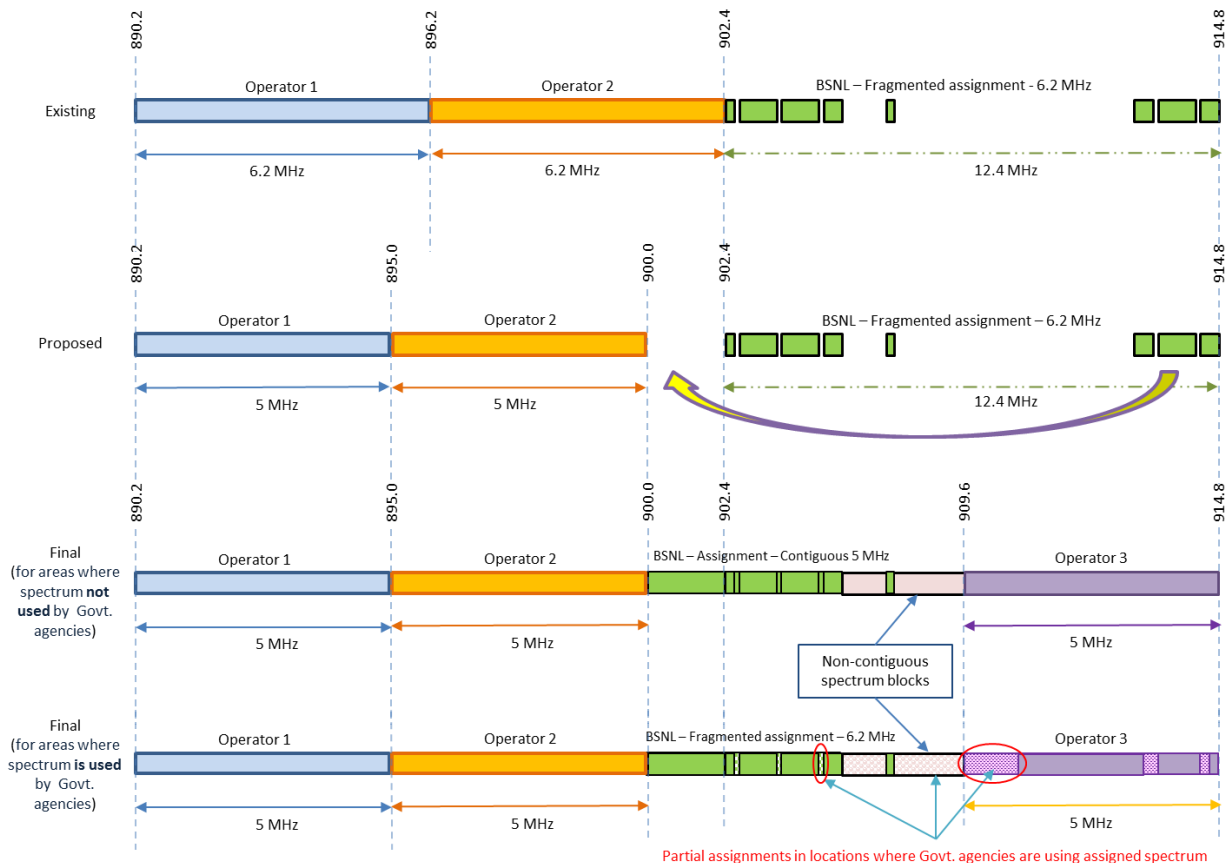 890.2
896.2
902.4
914.8
Operator 1
Operator 2
BSNL – Fragmented assignment - 6.2 MHz
Existing
6.2 MHz
6.2 MHz
12.4 MHz
890.2
895.0
900.0
902.4
914.8
Operator 1
Operator 2
BSNL – Fragmented assignment – 6.2 MHz
Proposed
5 MHz
5 MHz
12.4 MHz
890.2
895.0
900.0
902.4
909.6
914.8
Final
(for areas where
spectrum not
used by Govt.
agencies)
Operator 1
Operator 2
BSNL – Assignment – Contiguous 5 MHz
Operator 3
5 MHz
5 MHz
5 MHz
Non-contiguous
spectrum blocks
Final
(for areas where
spectrum is used
by Govt.
agencies)
Operator 1
Operator 2
BSNL – Fragmented assignment – 6.2 MHz
Operator 3
5 MHz
5 MHz
5 MHz
Partial assignments in locations where Govt. agencies are using assigned spectrum